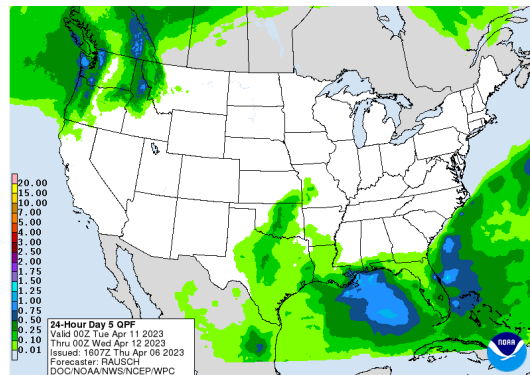 20.00
15.00
10.00
7.00
5.00
4.00
3.00
2.50
2.00
1.75
1.50
1.25
1.00
0.75
0.50
0.25
0.10
0.01
24-Hour Day 5 QPF
Valid 00Z Tue Apr 11 2023
Thru 00Z Wed Apr 12 2023
Issued: 1607Z Thu Apr 06 2023
Forecaster: RAUSCH
DOC/NOAA/NWS/NCEP/WPC
NOAA